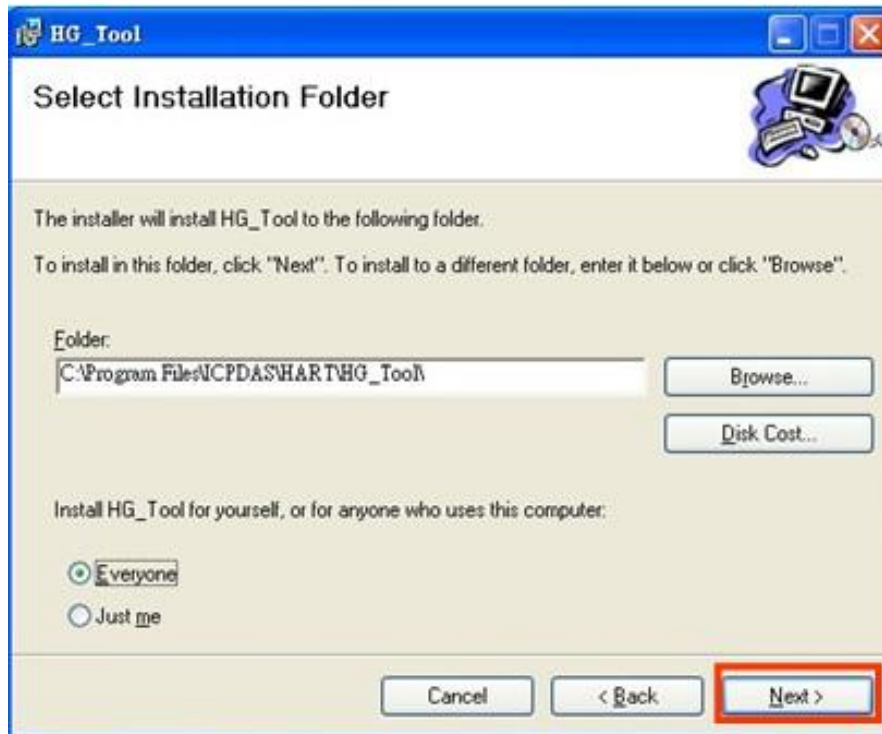 HG_Tool
Select Installation Folder
The installer will install HG_Tool to the following folder.
To install in this folder, click "Next". To install to a different folder, enter it below or click "Browse".
Folder:
C:\Program Files\ICPDAS\HART\HG_Tool\
Browse...
Disk Cost...
Install HG_Tool for yourself, or for anyone who uses this computer:
Everyone
Just me
Cancel < Back Next >